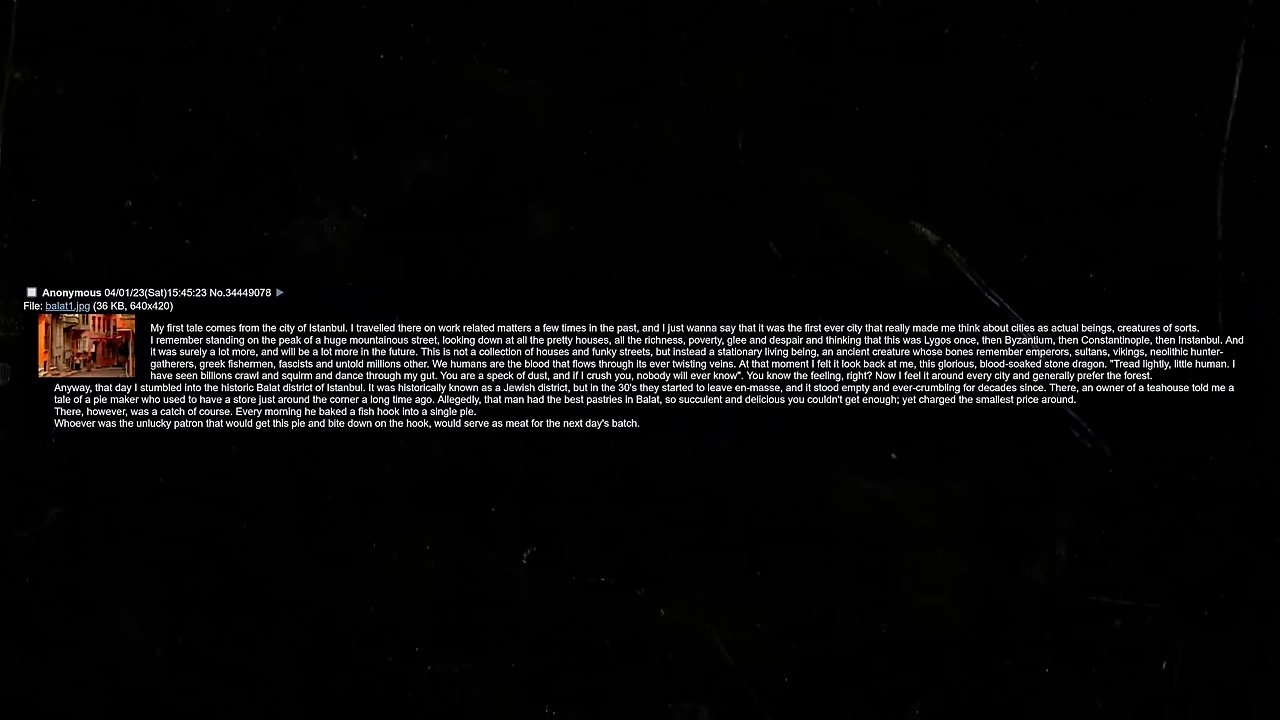 Anonymous 04/01/23(Sat)15:45:23 No.34449078 ▶
File: balat1.jpg (36 KB, 640x420)
My first tale comes from the city of Istanbul. I travelled there on work related matters a few times in the past, and I just wanna say that it was the first ever city that really made me think about cities as actual beings, creatures of sorts.
I remember standing on the peak of a huge mountainous street, looking down at all the pretty houses, all the richness, poverty, glee and despair and thinking that this was Lygos once, then Byzantium, then Constantinople, then Instanbul. And
it was surely a lot more, and will be a lot more in the future. This is not a collection of houses and funky streets, but instead a stationary living being, an ancient creature whose bones remember emperors, sultans, vikings, neolithic hunter-
gatherers, greek fishermen, fascists and untold millions other. We humans are the blood that flows through its ever twisting veins. At that moment I felt it look back at me, this glorious, blood-soaked stone dragon. "Tread lightly, little human. I
have seen billions crawl and squirm and dance through my gut. You are a speck of dust, and if I crush you, nobody will ever know". You know the feeling, right? Now I feel it around every city and generally prefer the forest.
Anyway, that day I stumbled into the historic Balat district of Istanbul. It was historically known as a Jewish district, but in the 30's they started to leave en-masse, and it stood empty and ever-crumbling for decades since. There, an owner of a teahouse told me a
tale of a pie maker who used to have a store just around the corner a long time ago. Allegedly, that man had the best pastries in Balat, so succulent and delicious you couldn't get enough; yet charged the smallest price around.
There, however, was a catch of course. Every morning he baked a fish hook into a single pie.
Whoever was the unlucky patron that would get this pie and bite down on the hook, would serve as meat for the next day's batch.